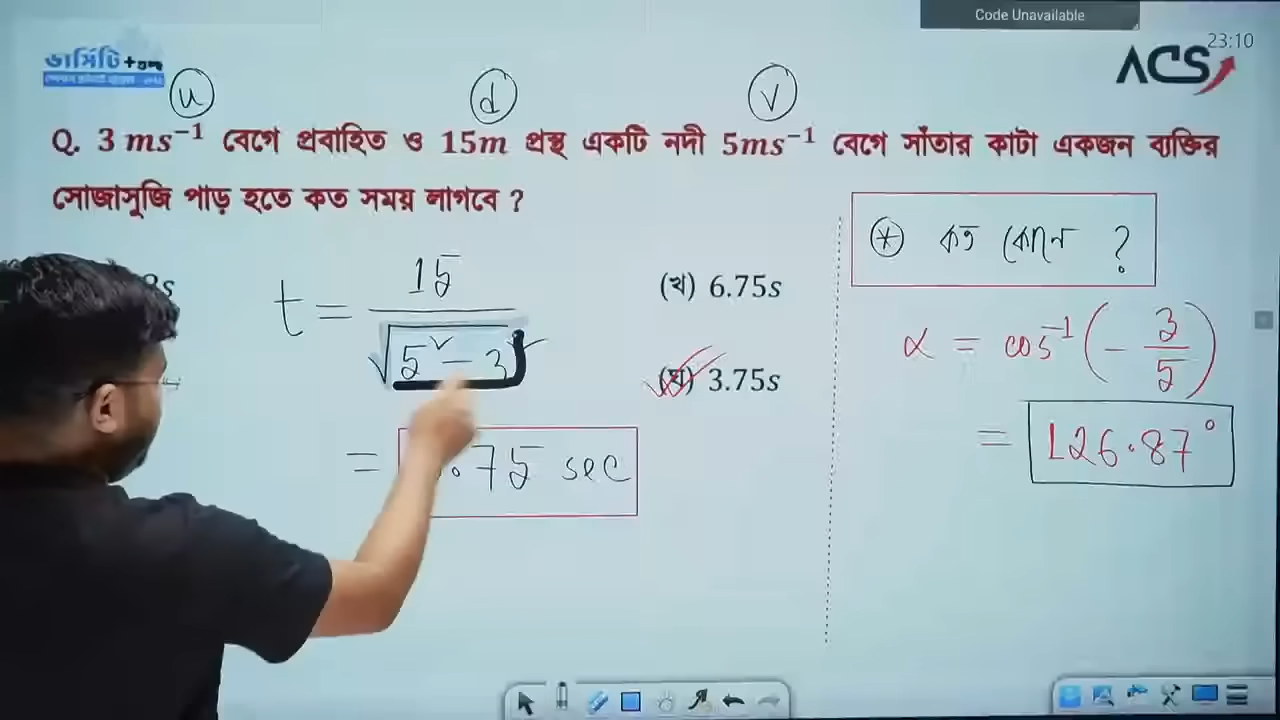 Code Unavailable
23:10
ভার্সিটি +
ACS
u d v
Q. 3 ms⁻¹ বেগে প্রবাহিত ও 15m প্রস্থ একটি নদী 5ms⁻¹ বেগে সাঁতার কাটা একজন ব্যক্তির
সোজাসুজি পাড় হতে কত সময় লাগবে ?
* কত কোনে ?
s
(খ) 6.75s
(ঘ) 3.75s
t = 15 / √(5² − 3²)
= .75 sec
α = cos⁻¹ (− 3/5)
= 126.87°